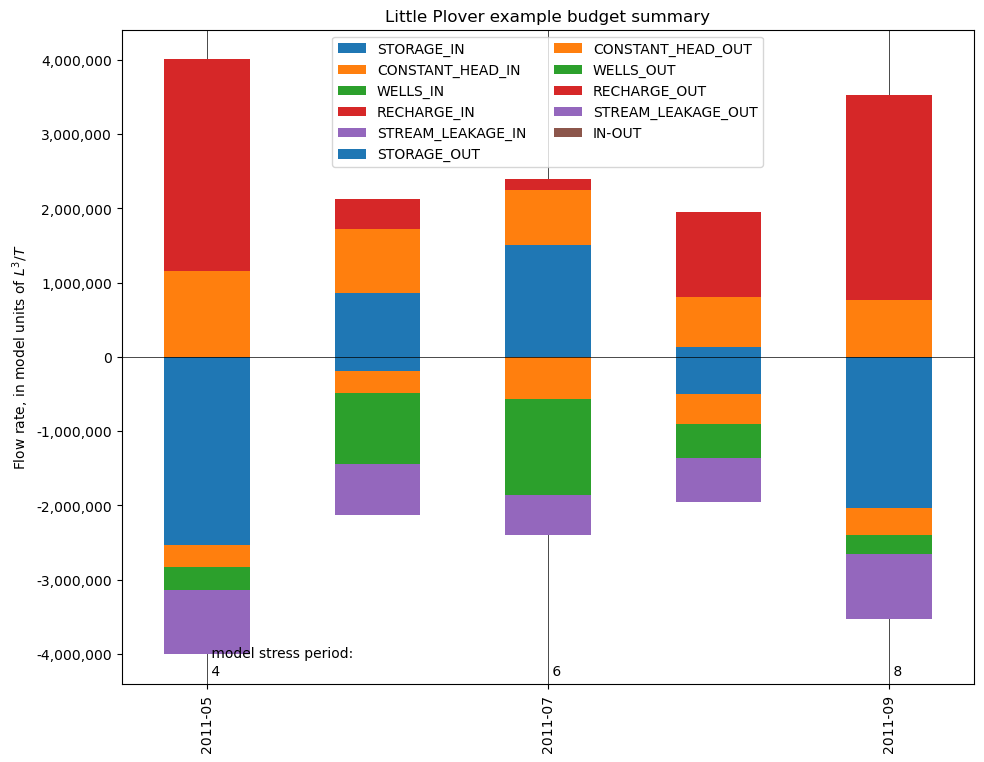 Little Plover example budget summary
STORAGE_IN
CONSTANT_HEAD_IN
WELLS_IN
RECHARGE_IN
STREAM_LEAKAGE_IN
STORAGE_OUT
CONSTANT_HEAD_OUT
WELLS_OUT
RECHARGE_OUT
STREAM_LEAKAGE_OUT
IN-OUT
Flow rate, in model units of $L^3/T$
4,000,000
3,000,000
2,000,000
1,000,000
0
-1,000,000
-2,000,000
-3,000,000
-4,000,000
model stress period:
4
6
8
2011-05
2011-07
2011-09